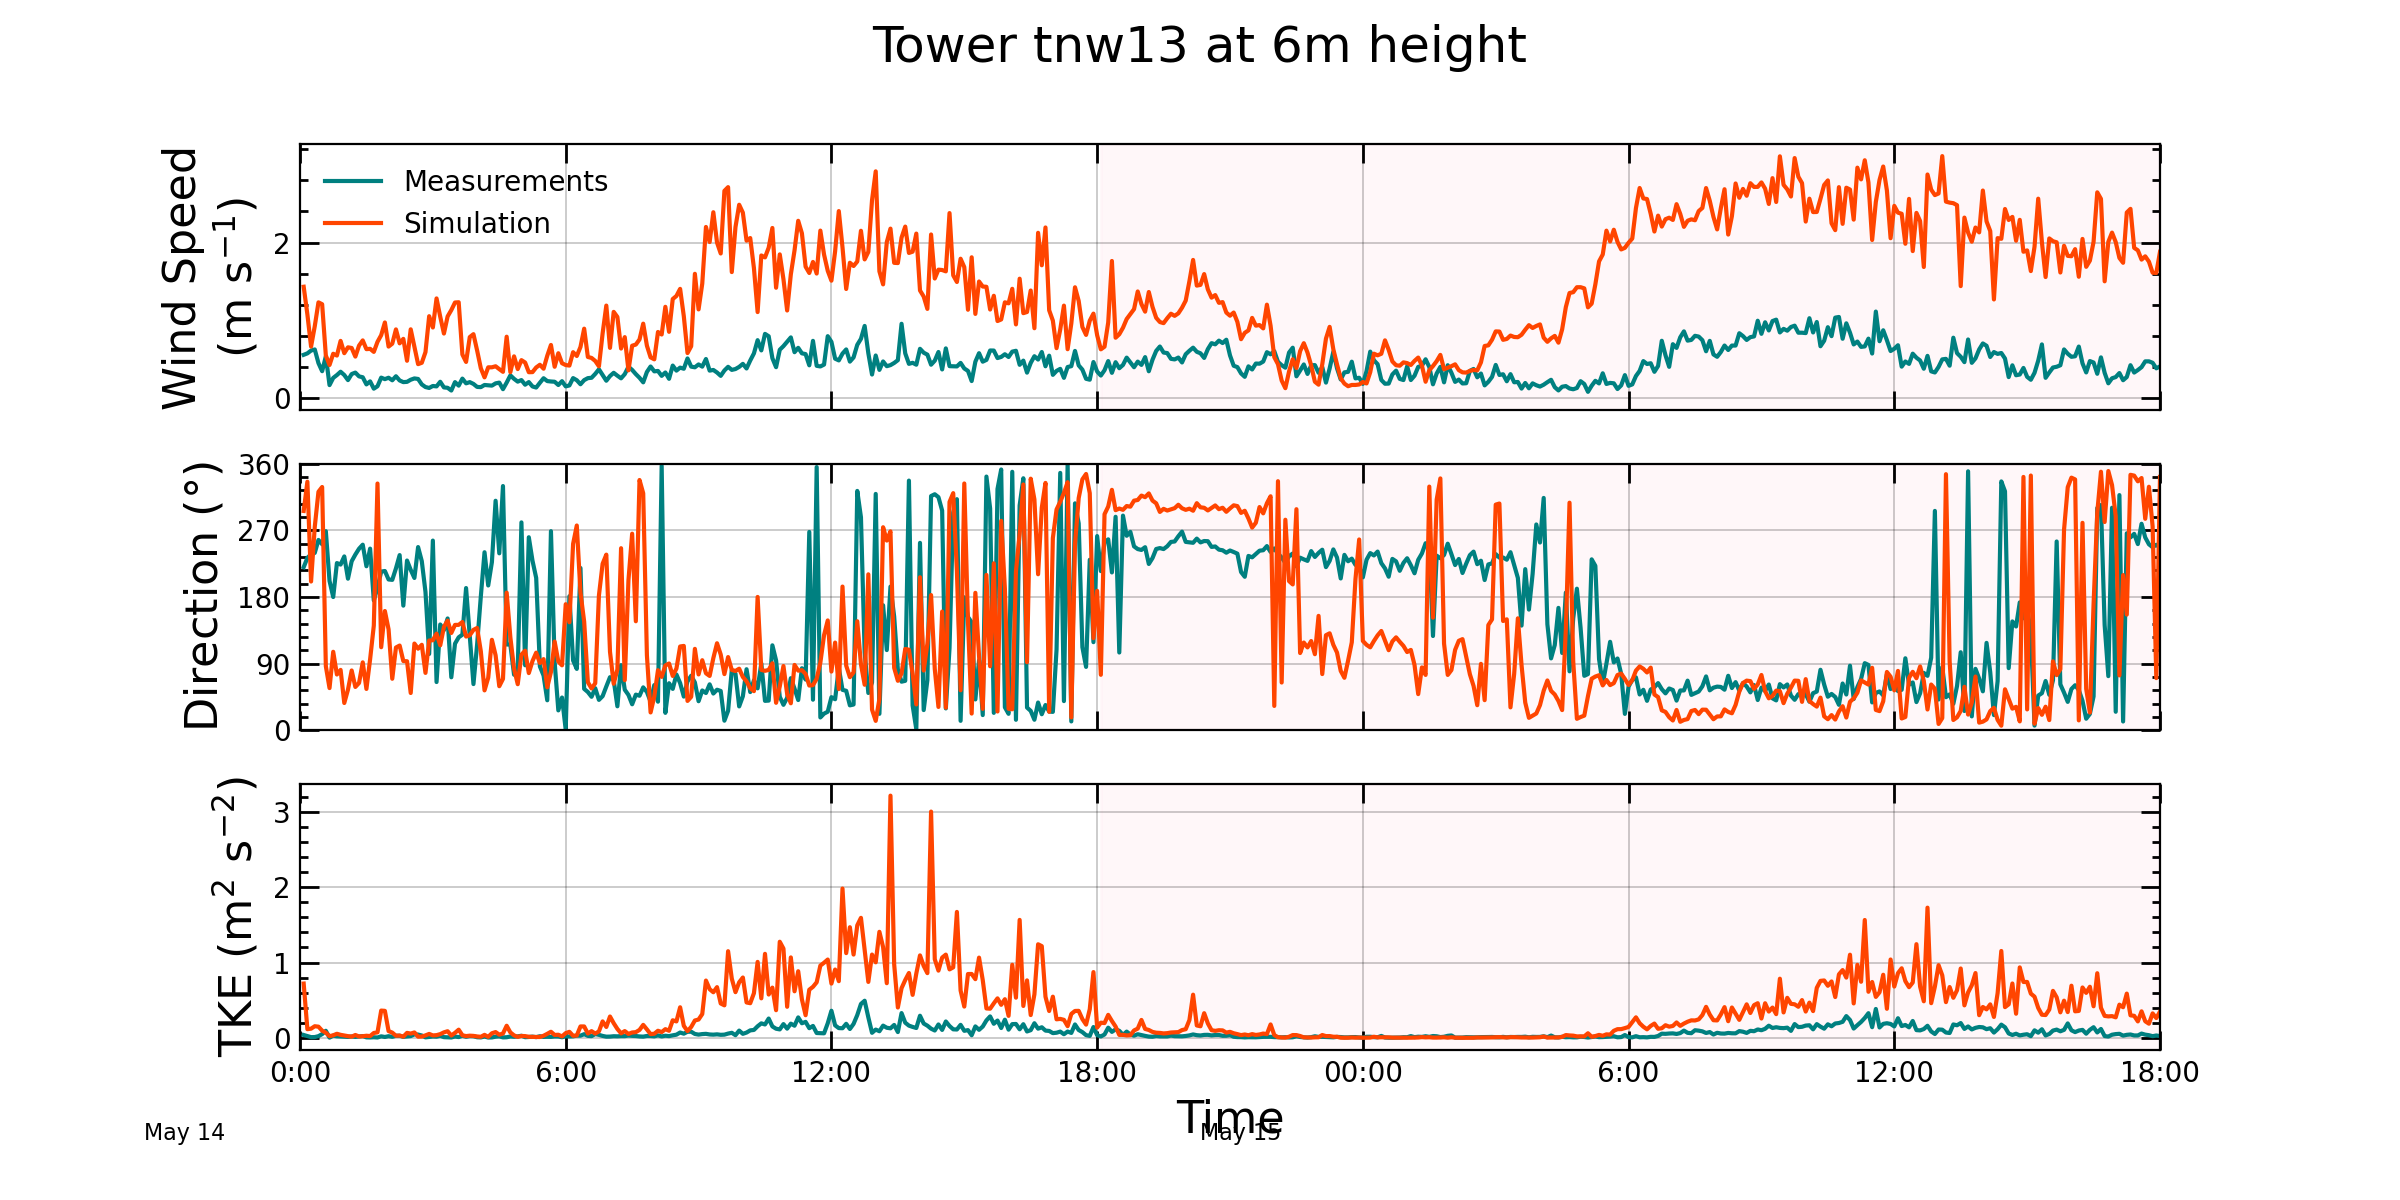 Tower tnw13 at 6m height
Wind Speed
(m s⁻¹)
2
0
Measurements
Simulation
Direction (°)
360
270
180
90
0
TKE (m² s⁻²)
3
2
1
0
0:00 6:00 12:00 18:00 00:00 6:00 12:00 18:00
Time
May 14 May 15